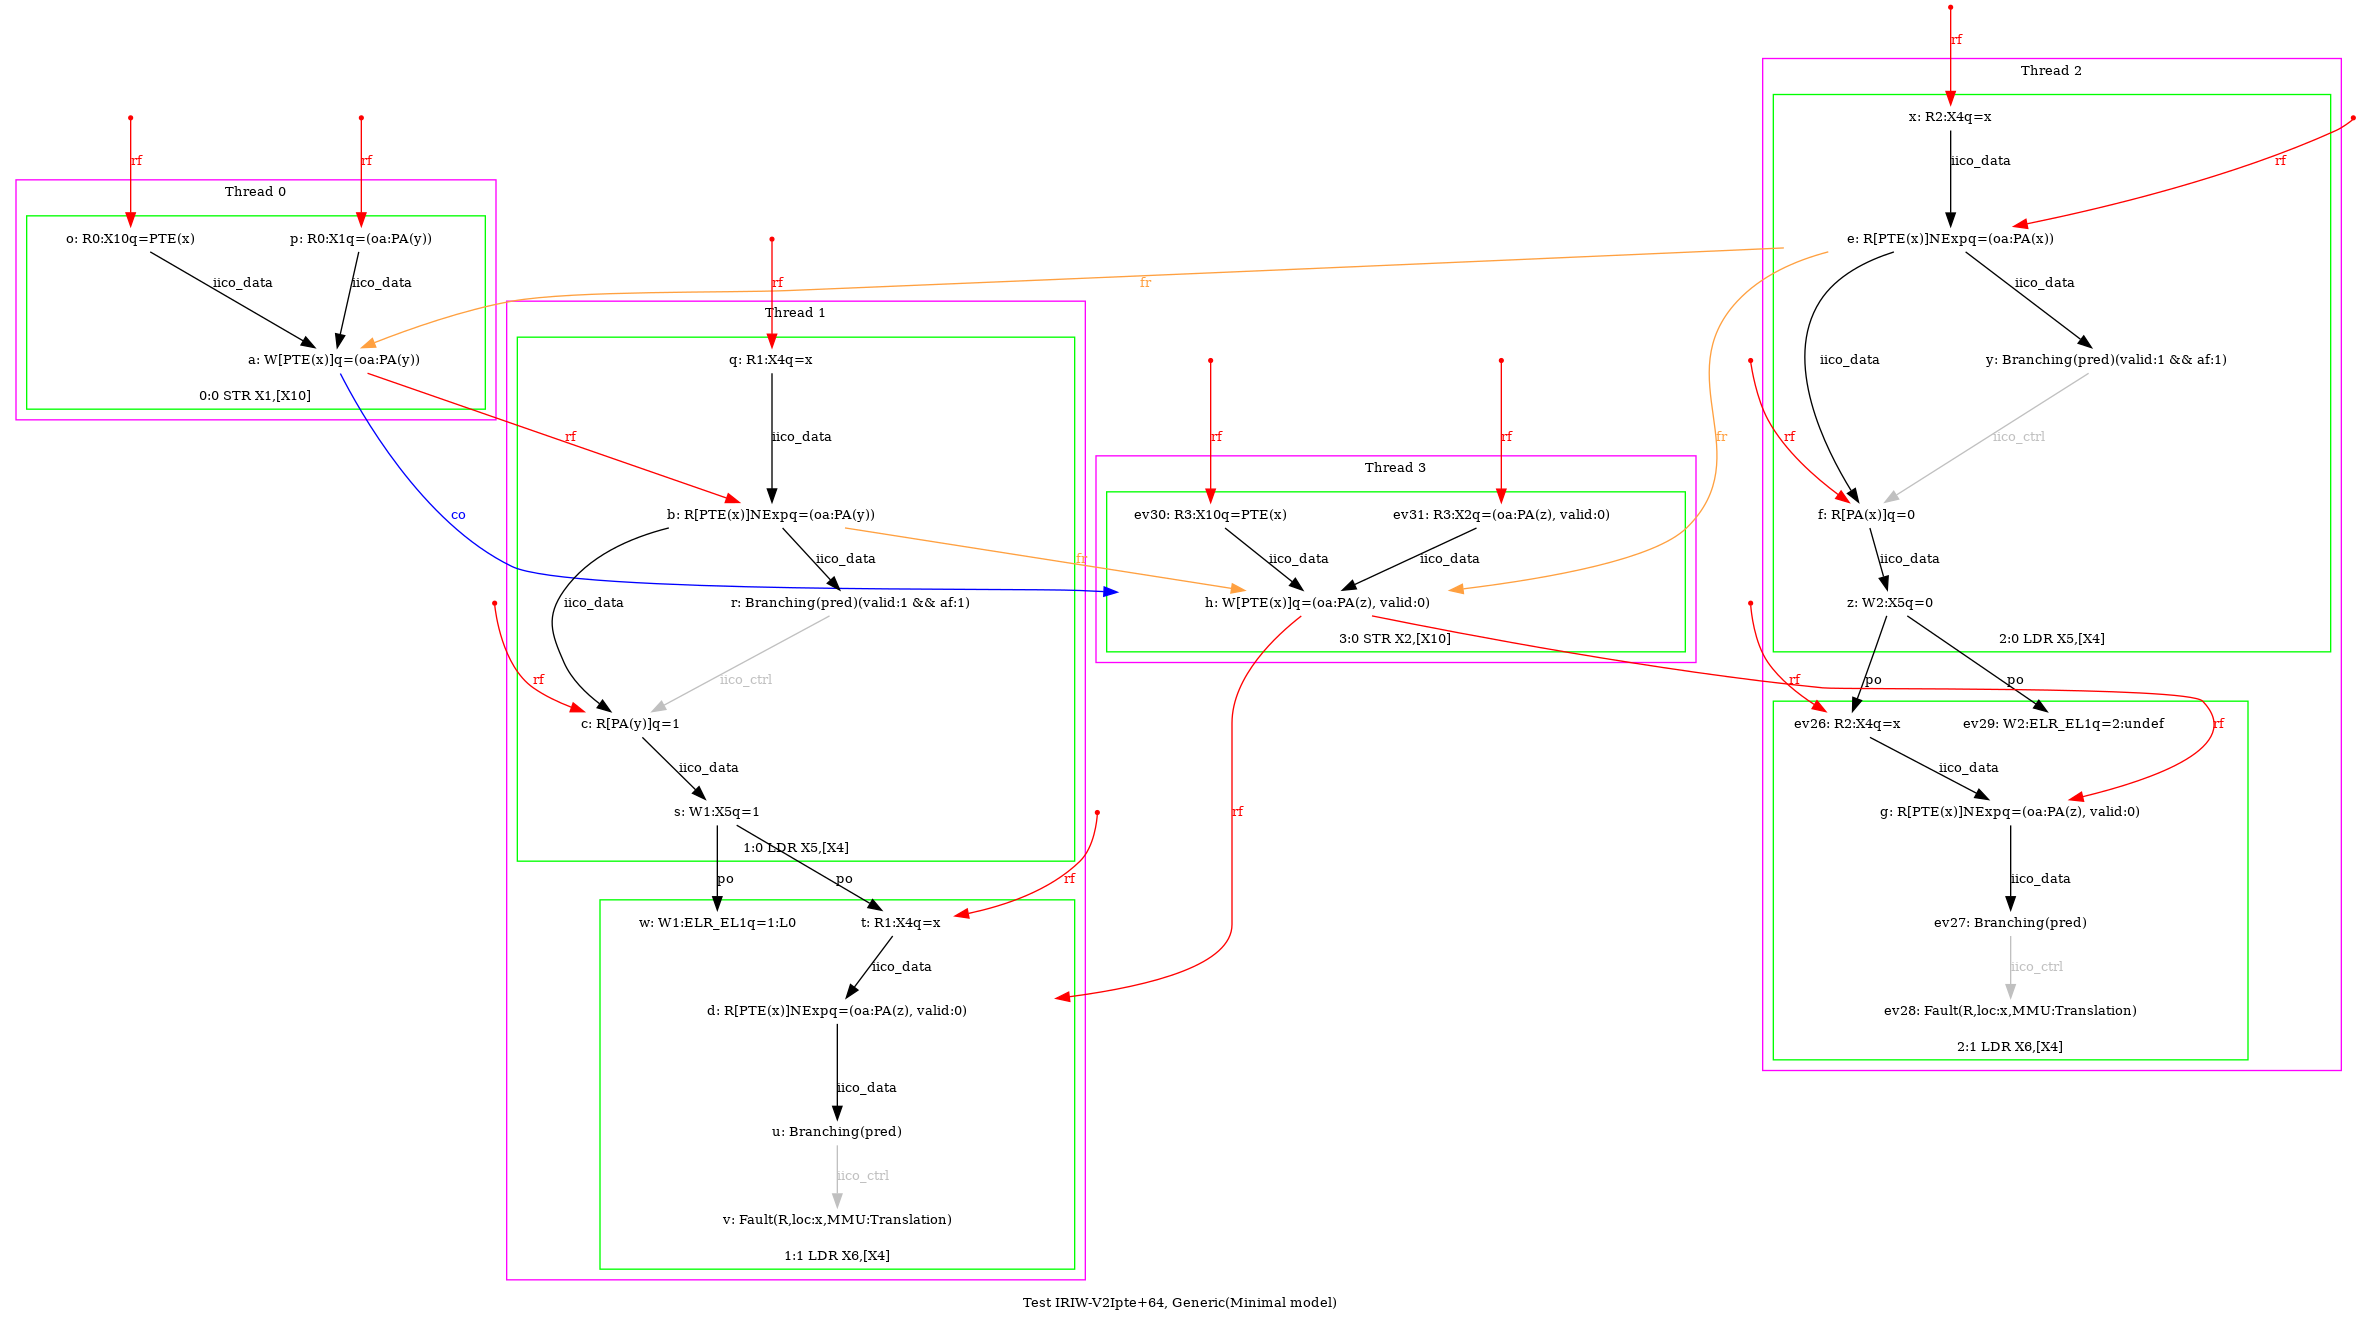 rf
Thread 2
x: R2:X4q=x
iico_data
rf
e: R[PTE(x)]NExpq=(oa:PA(x))
iico_data
iico_data
y: Branching(pred)(valid:1 && af:1)
iico_ctrl
rf
f: R[PA(x)]q=0
iico_data
z: W2:X5q=0
2:0 LDR X5,[X4]
po
po
rf
ev26: R2:X4q=x
ev29: W2:ELR_EL1q=2:undef
rf
iico_data
g: R[PTE(x)]NExpq=(oa:PA(z), valid:0)
iico_data
ev27: Branching(pred)
iico_ctrl
ev28: Fault(R,loc:x,MMU:Translation)
2:1 LDR X6,[X4]
rf
rf
Thread 0
o: R0:X10q=PTE(x)
p: R0:X1q=(oa:PA(y))
iico_data
iico_data
a: W[PTE(x)]q=(oa:PA(y))
0:0 STR X1,[X10]
fr
fr
rf
co
rf
Thread 1
q: R1:X4q=x
iico_data
b: R[PTE(x)]NExpq=(oa:PA(y))
iico_data
iico_data
r: Branching(pred)(valid:1 && af:1)
fr
iico_ctrl
rf
c: R[PA(y)]q=1
iico_data
s: W1:X5q=1
1:0 LDR X5,[X4]
po
po
rf
w: W1:ELR_EL1q=1:L0
t: R1:X4q=x
iico_data
d: R[PTE(x)]NExpq=(oa:PA(z), valid:0)
iico_data
u: Branching(pred)
iico_ctrl
v: Fault(R,loc:x,MMU:Translation)
1:1 LDR X6,[X4]
rf
rf
Thread 3
ev30: R3:X10q=PTE(x)
ev31: R3:X2q=(oa:PA(z), valid:0)
iico_data
iico_data
h: W[PTE(x)]q=(oa:PA(z), valid:0)
3:0 STR X2,[X10]
rf
Test IRIW-V2Ipte+64, Generic(Minimal model)